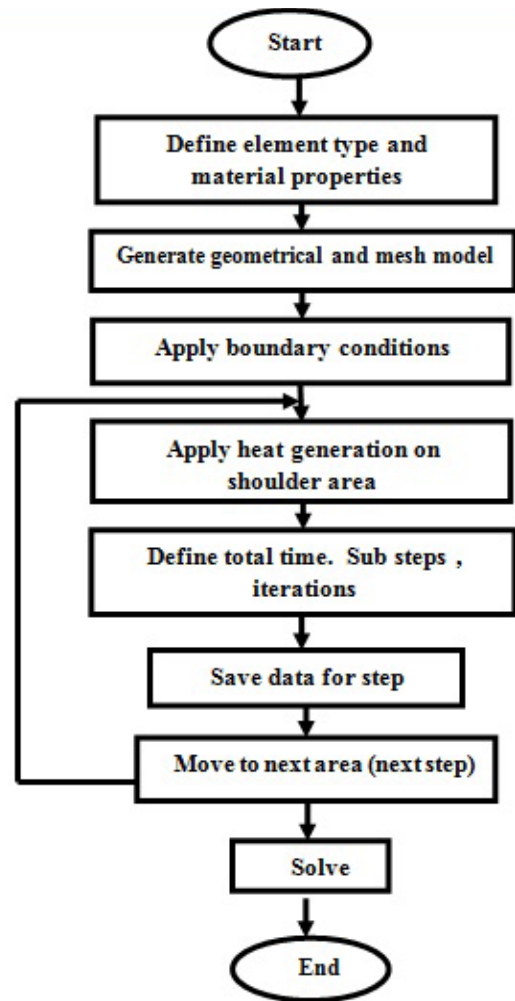 Start
Define element type and
material properties
Generate geometrical and mesh model
Apply boundary conditions
Apply heat generation on
shoulder area
Define total time. Sub steps ,
iterations
Save data for step
Move to next area (next step)
Solve
End